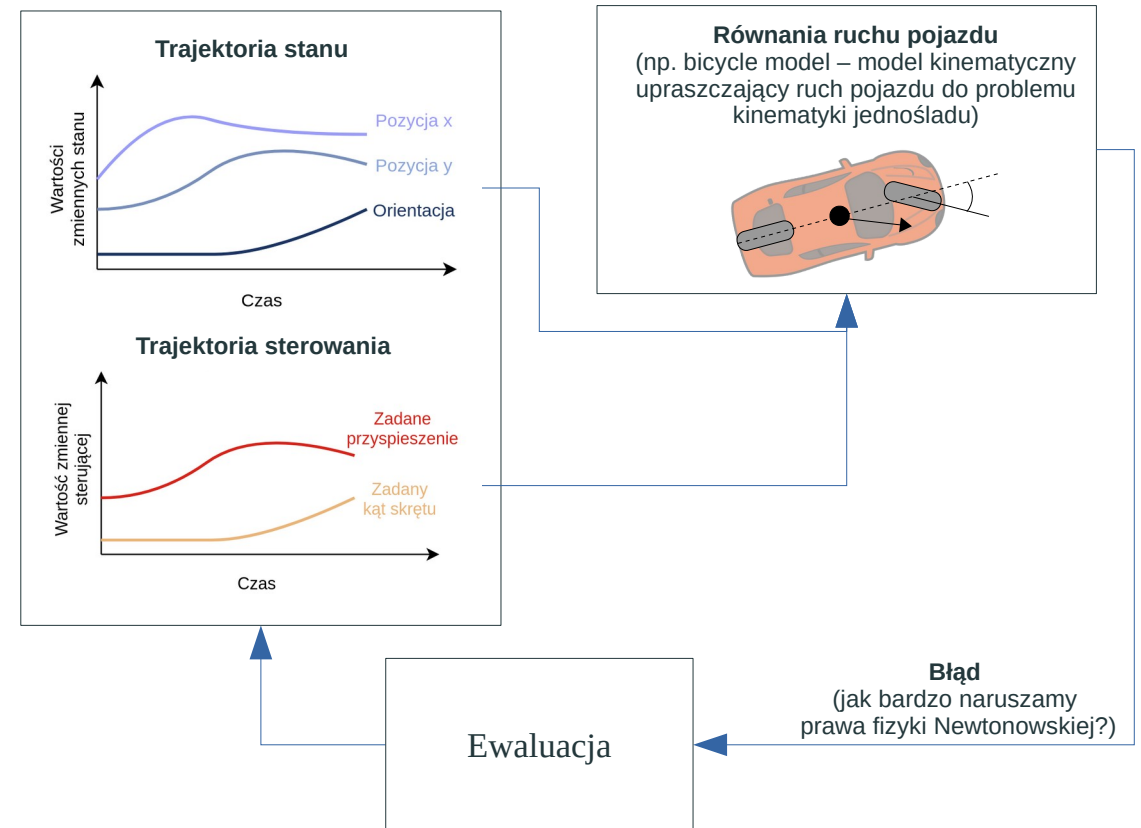 Trajektoria stanu
Wartości
zmiennych stanu
Pozycja x
Pozycja y
Orientacja
Czas
Trajektoria sterowania
Wartość zmiennej
sterującej
Zadane
przyspieszenie
Zadany
kąt skrętu
Czas
Równania ruchu pojazdu
(np. bicycle model – model kinematyczny
upraszczający ruch pojazdu do problemu
kinematyki jednośladu)
Błąd
(jak bardzo naruszamy
prawa fizyki Newtonowskiej?)
Ewaluacja